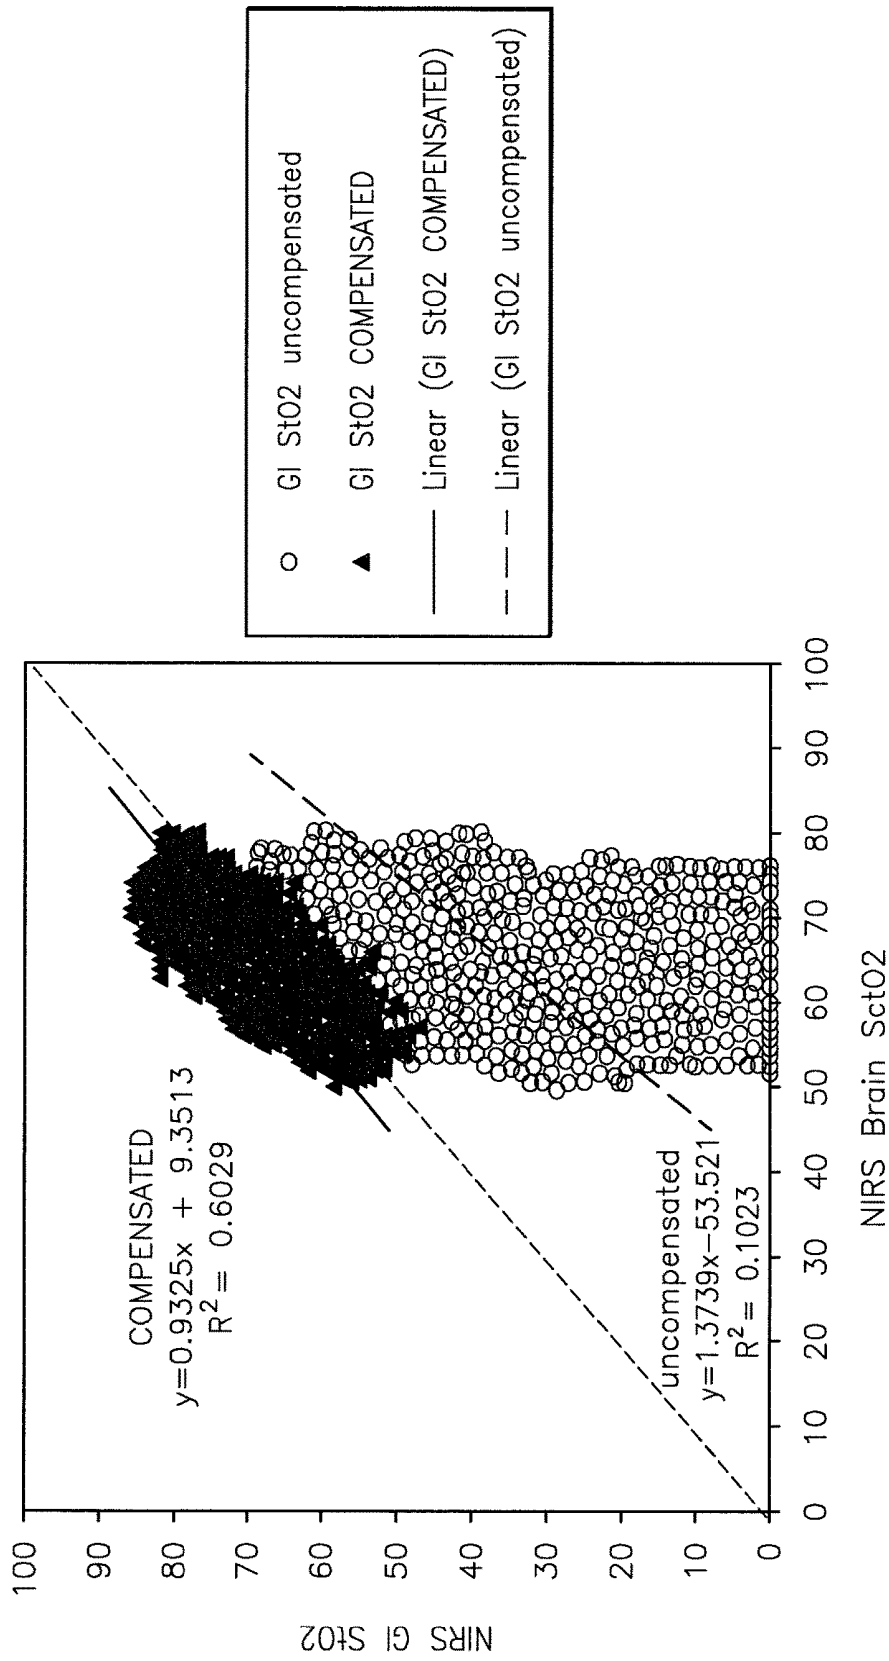 COMPENSATED
y=0.9325x + 9.3513
R² = 0.6029
uncompensated
y=1.3739x−53.521
R² = 0.1023
NIRS GI StO2
100
90
80
70
60
50
40
30
20
10
0
0
10
20
30
40
50
60
70
80
90
100
NIRS Brain SctO2
GI StO2 uncompensated
GI StO2 COMPENSATED
Linear (GI StO2 COMPENSATED)
Linear (GI StO2 uncompensated)